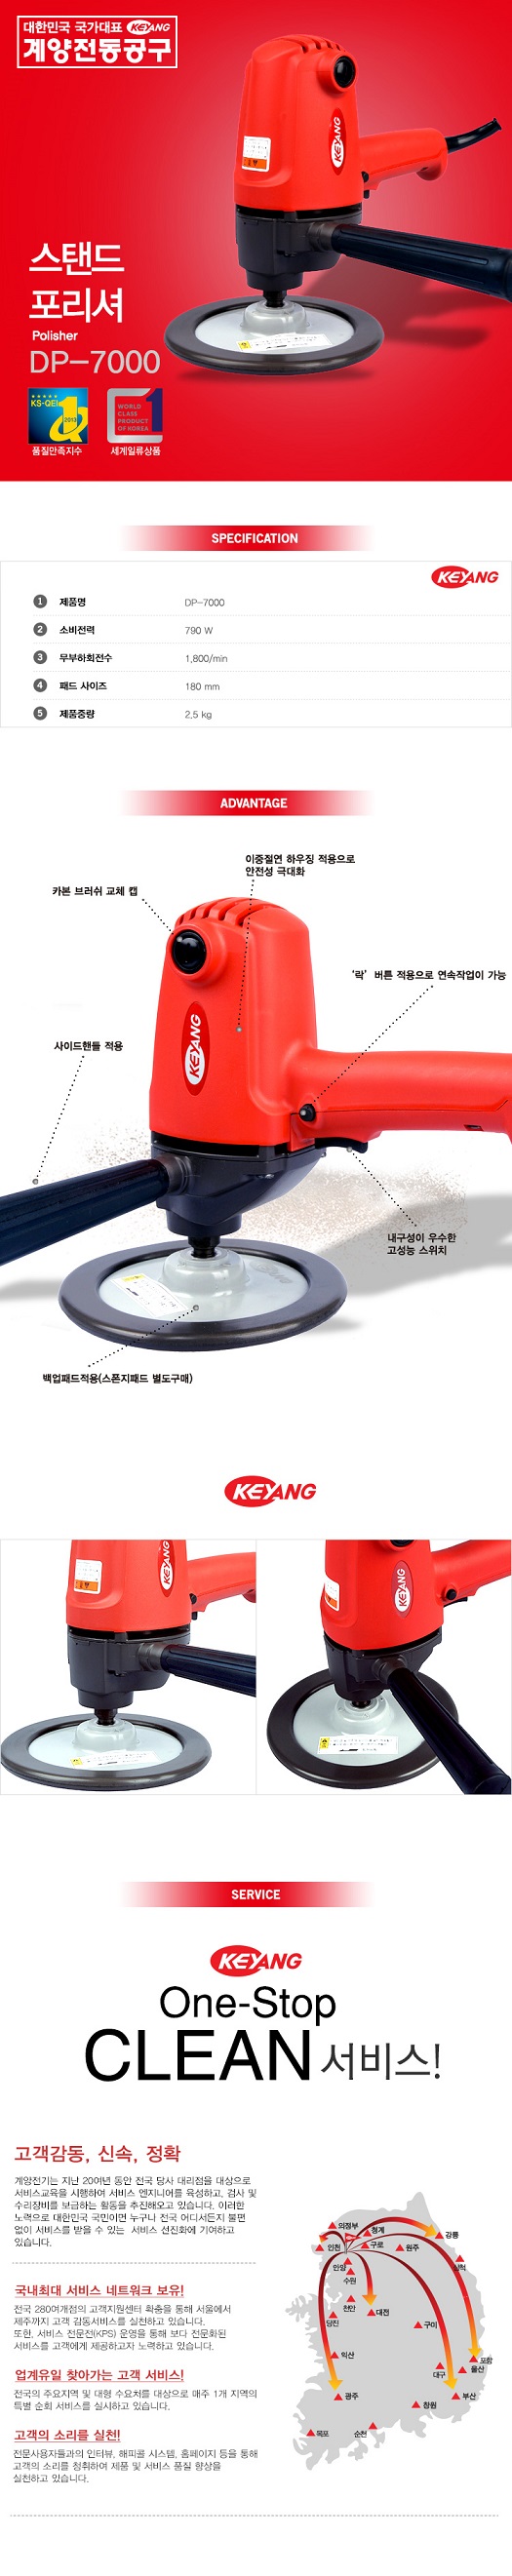 대한민국 국가대표 KEYANG
계양전동공구
KEYANG
스탠드
포리셔
Polisher
DP-7000
KS-QEI
2013
WORLD
CLASS
PRODUCT
OF KOREA
품질만족지수
세계일류상품
SPECIFICATION
KEYANG
1 제품명 DP-7000
2 소비전력 790 W
3 무부하회전수 1,800/min
4 패드 사이즈 180 mm
5 제품중량 2.5 kg
ADVANTAGE
이중절연 하우징 적용으로
안전성 극대화
카본 브러쉬 교체 캡
‘락’ 버튼 적용으로 연속작업이 가능
KEYANG
사이드핸들 적용
내구성이 우수한
고성능 스위치
백업패드적용(스폰지패드 별도구매)
KEYANG
KEYANG
KEYANG
SERVICE
KEYANG
One-Stop
CLEAN 서비스!
고객감동, 신속, 정확
계양전기는 지난 20여년 동안 전국 당사 대리점을 대상으로
서비스교육을 시행하여 서비스 엔지니어를 육성하고, 검사 및
수리장비를 보급하는 활동을 추진해오고 있습니다. 이러한
노력으로 대한민국 국민이면 누구나 전국 어디서든지 불편
없이 서비스를 받을 수 있는 서비스 선진화에 기여하고
있습니다.
국내최대 서비스 네트워크 보유!
전국 280여개점의 고객지원센터 확충을 통해 서울에서
제주까지 고객 감동서비스를 실천하고 있습니다.
또한, 서비스 전문점(KPS) 운영을 통해 보다 전문화된
서비스를 고객에게 제공하고자 노력하고 있습니다.
업계유일 찾아가는 고객 서비스!
전국의 주요지역 및 대형 수요처를 대상으로 매주 1개 지역의
특별 순회 서비스를 실시하고 있습니다.
고객의 소리를 실천!
전문사용자들과의 인터뷰, 해피콜 시스템, 홈페이지 등을 통해
고객의 소리를 청취하여 제품 및 서비스 품질 향상을
실천하고 있습니다.
의정부
청계
강릉
인천
구로
원주
안양
수원
천안
대전
당진
구미
익산
포항
대구
울산
광주
부산
창원
목포
순천